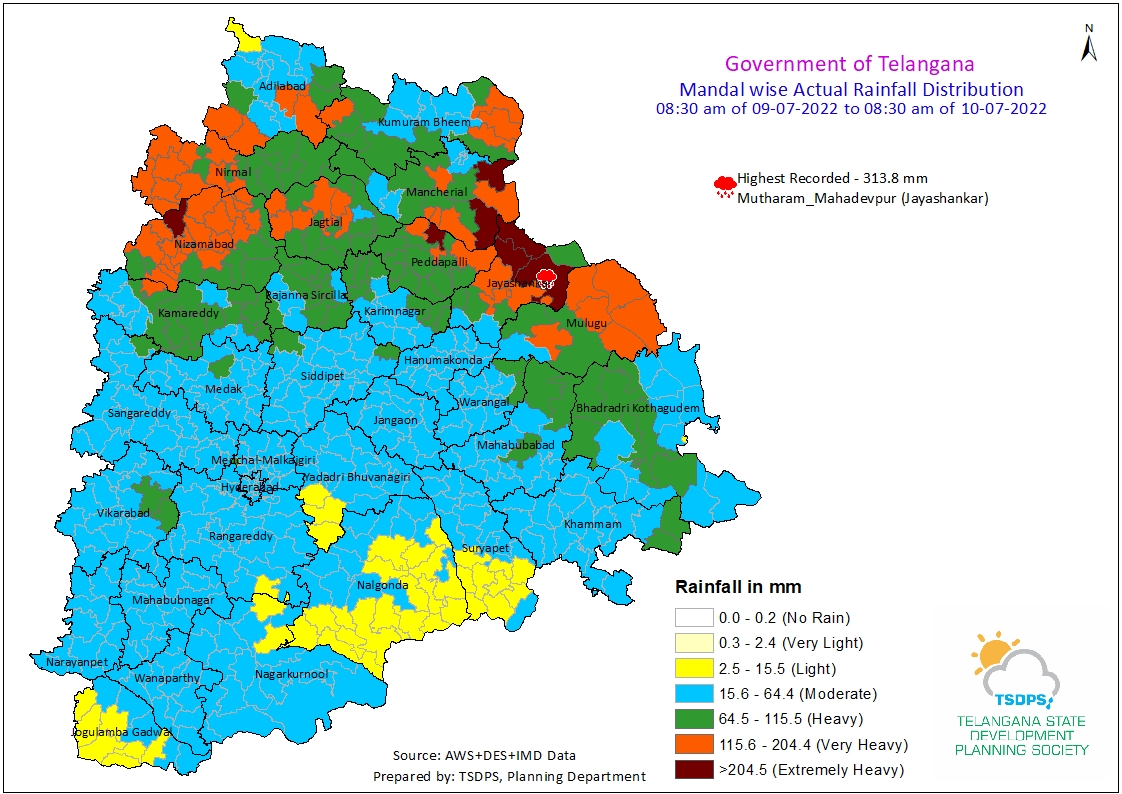 N
Government of Telangana
Mandal wise Actual Rainfall Distribution
08:30 am of 09-07-2022 to 08:30 am of 10-07-2022
Highest Recorded - 313.8 mm
Mutharam_Mahadevpur (Jayashankar)
Adilabad
Kumuram Bheem
Nirmal
Mancherial
Jagtial
Nizamabad
Peddapalli
Jayashankar
Rajanna Sircilla
Kamareddy
Karimnagar
Mulugu
Hanumakonda
Siddipet
Medak
Warangal
Bhadradri Kothagudem
Sangareddy
Jangaon
Mahabubabad
Medchal-Malkajgiri
Yadadri Bhuvanagiri
Hyderabad
Vikarabad
Khammam
Rangareddy
Suryapet
Nalgonda
Mahabubnagar
Narayanpet
Wanaparthy
Nagarkurnool
Jogulamba Gadwal
Rainfall in mm
0.0 - 0.2 (No Rain)
0.3 - 2.4 (Very Light)
2.5 - 15.5 (Light)
15.6 - 64.4 (Moderate)
64.5 - 115.5 (Heavy)
115.6 - 204.4 (Very Heavy)
>204.5 (Extremely Heavy)
TSDPS
TELANGANA STATE
DEVELOPMENT
PLANNING SOCIETY
Source: AWS+DES+IMD Data
Prepared by: TSDPS, Planning Department